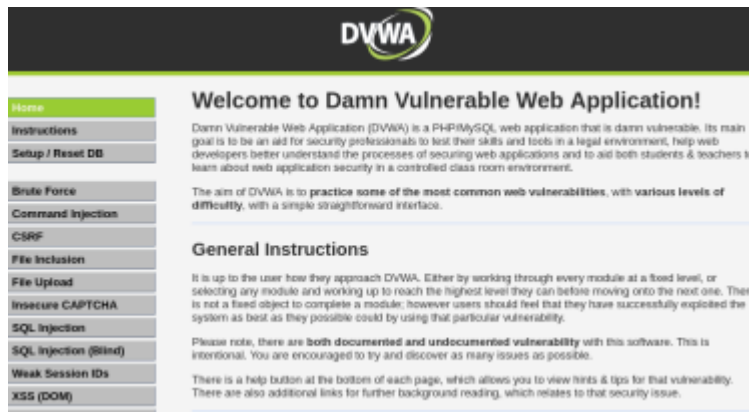 DVWA
Home
Instructions
Setup / Reset DB
Brute Force
Command Injection
CSRF
File Inclusion
File Upload
Insecure CAPTCHA
SQL Injection
SQL Injection (Blind)
Weak Session IDs
XSS (DOM)
Welcome to Damn Vulnerable Web Application!
Damn Vulnerable Web Application (DVWA) is a PHP/MySQL web application that is damn vulnerable. Its main
goal is to be an aid for security professionals to test their skills and tools in a legal environment, help web
developers better understand the processes of securing web applications and to aid both students & teachers to
learn about web application security in a controlled class room environment.
The aim of DVWA is to practice some of the most common web vulnerabilities, with various levels of
difficultly, with a simple straightforward interface.
General Instructions
It is up to the user how they approach DVWA. Either by working through every module at a fixed level, or
selecting any module and working up to reach the highest level they can before moving onto the next one. Ther
is not a fixed object to complete a module; however users should feel that they have successfully exploited the
system as best as they possible could by using that particular vulnerability.
Please note, there are both documented and undocumented vulnerability with this software. This is
intentional. You are encouraged to try and discover as many issues as possible.
There is a help button at the bottom of each page, which allows you to view hints & tips for that vulnerability.
There are also additional links for further background reading, which relates to that security issue.